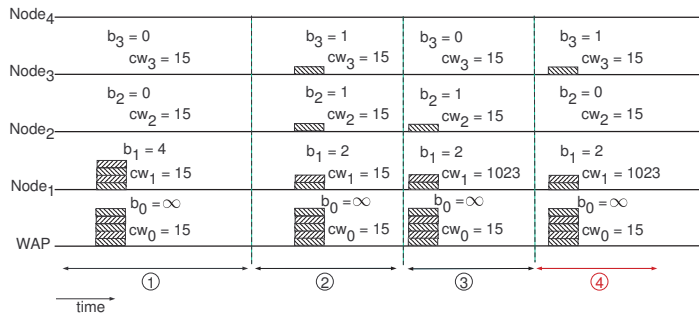 Node4
b3 = 0 b3 = 1 b3 = 0 b3 = 1
cw3 = 15 cw3 = 15 cw3 = 15 cw3 = 15
Node3
b2 = 0 b2 = 1 b2 = 1 b2 = 0
cw2 = 15 cw2 = 15 cw2 = 15 cw2 = 15
Node2
b1 = 4 b1 = 2 b1 = 2 b1 = 2
cw1 = 15 cw1 = 15 cw1 = 1023 cw1 = 1023
Node1
b0 = ∞ b0 = ∞ b0 = ∞ b0 = ∞
cw0 = 15 cw0 = 15 cw0 = 15 cw0 = 15
WAP
① ② ③ ④
time